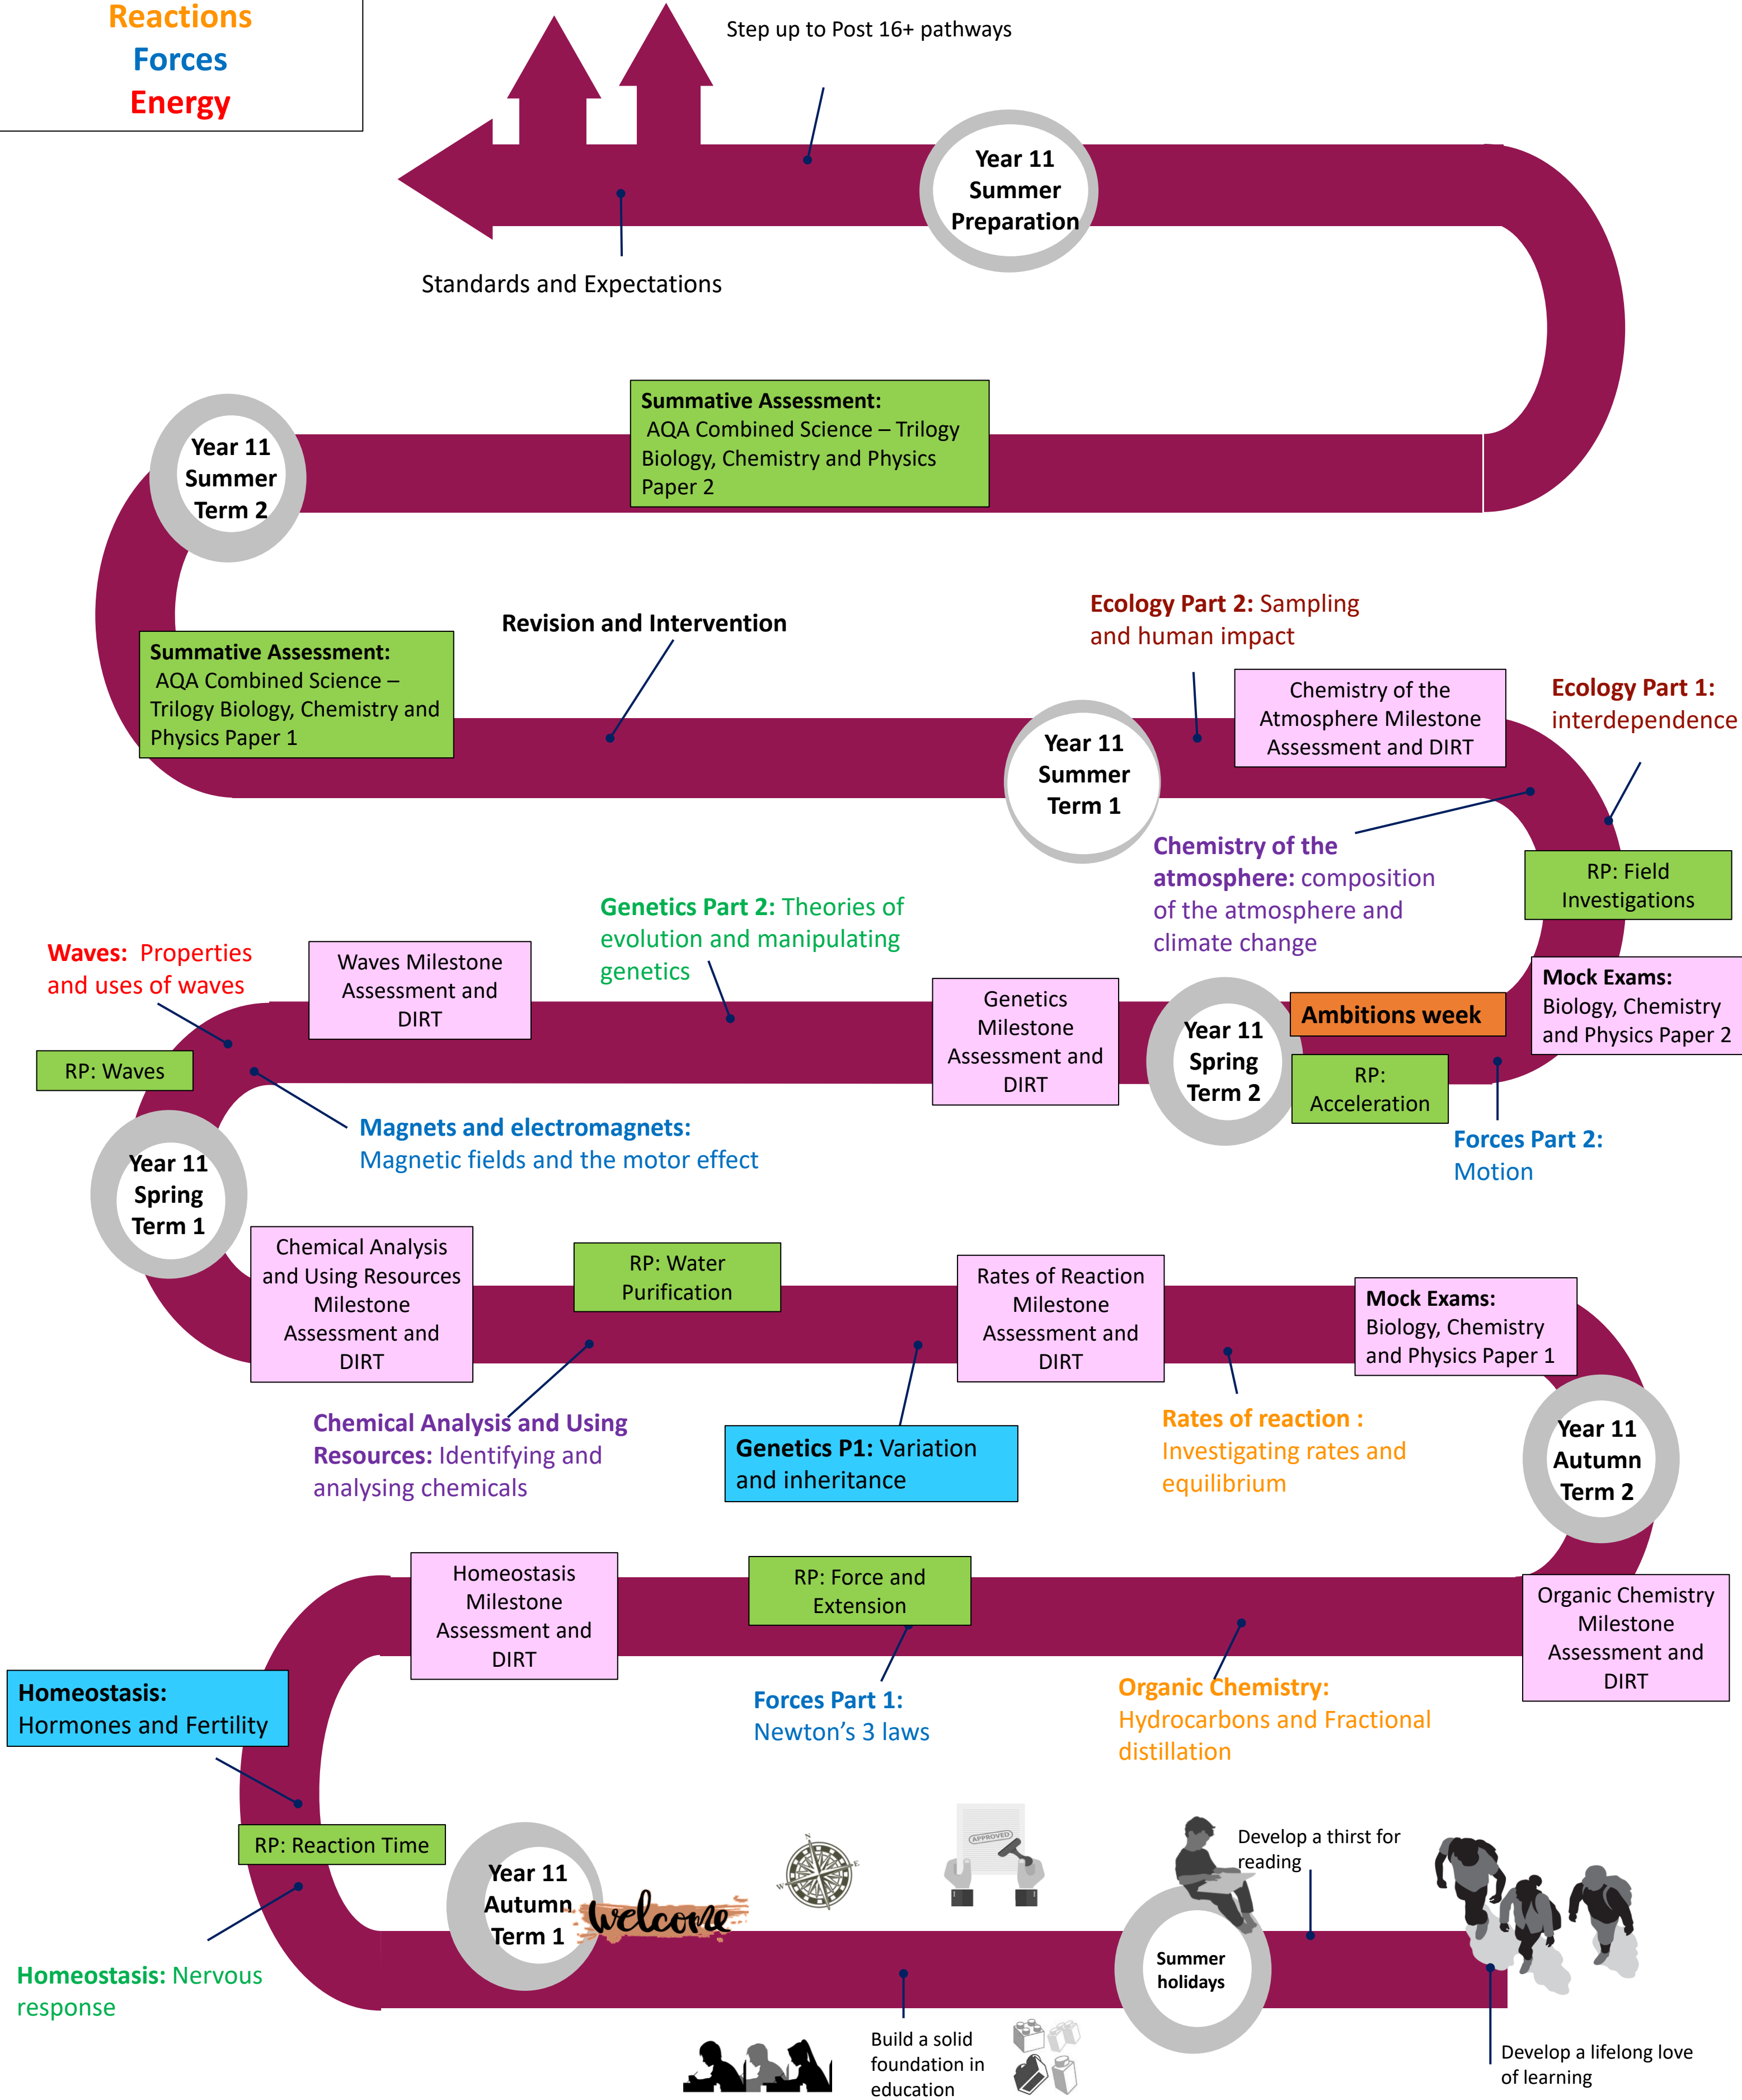 Reactions
Forces
Energy
Step up to Post 16+ pathways
Year 11
Summer
Preparation
Standards and Expectations
Summative Assessment:
AQA Combined Science – Trilogy
Biology, Chemistry and Physics
Paper 2
Year 11
Summer
Term 2
Revision and Intervention
Ecology Part 2: Sampling
and human impact
Summative Assessment:
AQA Combined Science –
Trilogy Biology, Chemistry and
Physics Paper 1
Chemistry of the
Atmosphere Milestone
Assessment and DIRT
Ecology Part 1:
interdependence
Year 11
Summer
Term 1
Chemistry of the
atmosphere: composition
of the atmosphere and
climate change
RP: Field
Investigations
Genetics Part 2: Theories of
evolution and manipulating
genetics
Waves: Properties
and uses of waves
Waves Milestone
Assessment and
DIRT
Genetics
Milestone
Assessment and
DIRT
Year 11
Spring
Term 2
Ambitions week
Mock Exams:
Biology, Chemistry
and Physics Paper 2
RP: Waves
RP:
Acceleration
Magnets and electromagnets:
Magnetic fields and the motor effect
Forces Part 2:
Motion
Year 11
Spring
Term 1
Chemical Analysis
and Using Resources
Milestone
Assessment and
DIRT
RP: Water
Purification
Rates of Reaction
Milestone
Assessment and
DIRT
Mock Exams:
Biology, Chemistry
and Physics Paper 1
Chemical Analysis and Using
Resources: Identifying and
analysing chemicals
Genetics P1: Variation
and inheritance
Rates of reaction :
Investigating rates and
equilibrium
Year 11
Autumn
Term 2
Homeostasis
Milestone
Assessment and
DIRT
RP: Force and
Extension
Organic Chemistry
Milestone
Assessment and
DIRT
Homeostasis:
Hormones and Fertility
Forces Part 1:
Newton's 3 laws
Organic Chemistry:
Hydrocarbons and Fractional
distillation
RP: Reaction Time
Year 11
Autumn
Term 1
welcome
N
E
W
S
APPROVED
Develop a thirst for
reading
Summer
holidays
Homeostasis: Nervous
response
Build a solid
foundation in
education
Develop a lifelong love
of learning